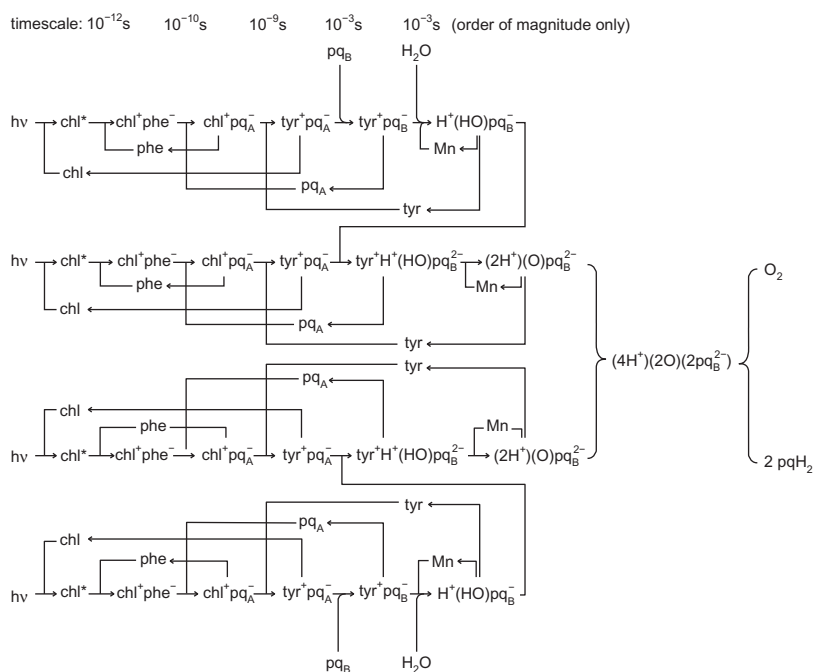 timescale: 10⁻¹²s 10⁻¹⁰s 10⁻⁹s 10⁻³s 10⁻³s (order of magnitude only)
pq_B H₂O
hν chl* chl⁺phe⁻ chl⁺pq_A⁻ tyr⁺pq_A⁻ tyr⁺pq_B⁻ H⁺(HO)pq_B⁻
phe Mn
chl
pq_A
tyr
hν chl* chl⁺phe⁻ chl⁺pq_A⁻ tyr⁺pq_A⁻ tyr⁺H⁺(HO)pq_B²⁻ (2H⁺)(O)pq_B²⁻
O₂
phe Mn
chl
pq_A
tyr
(4H⁺)(2O)(2pq_B²⁻)
tyr
pq_A
chl
phe Mn
hν chl* chl⁺phe⁻ chl⁺pq_A⁻ tyr⁺pq_A⁻ tyr⁺H⁺(HO)pq_B²⁻ (2H⁺)(O)pq_B²⁻
2 pqH₂
tyr
pq_A
chl
phe Mn
hν chl* chl⁺phe⁻ chl⁺pq_A⁻ tyr⁺pq_A⁻ tyr⁺pq_B⁻ H⁺(HO)pq_B⁻
pq_B H₂O